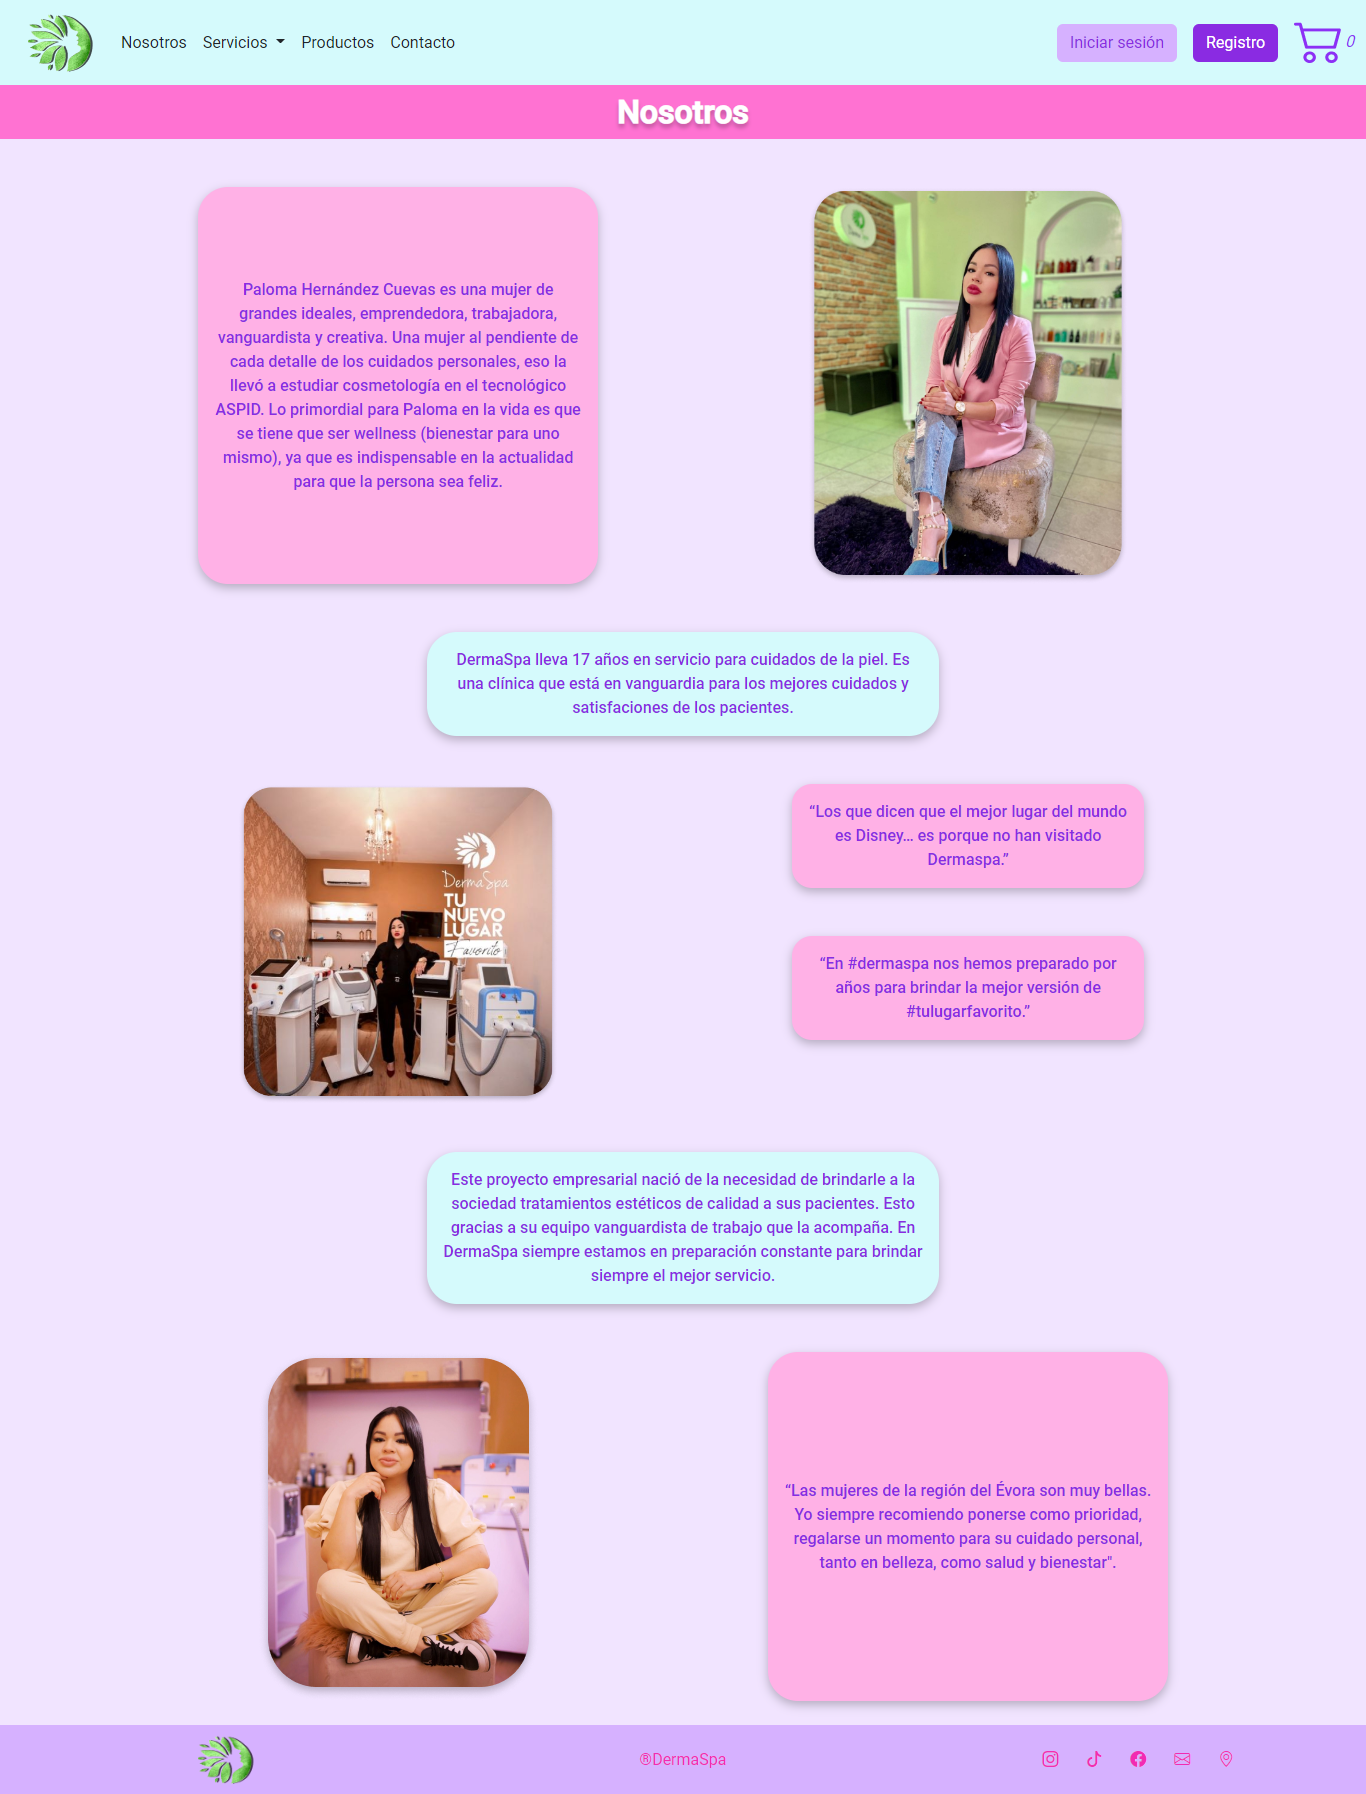 Nosotros Servicios Productos Contacto Iniciar sesión Registro 0
Nosotros
Paloma Hernández Cuevas es una mujer de
grandes ideales, emprendedora, trabajadora,
vanguardista y creativa. Una mujer al pendiente de
cada detalle de los cuidados personales, eso la
llevó a estudiar cosmetología en el tecnológico
ASPID. Lo primordial para Paloma en la vida es que
se tiene que ser wellness (bienestar para uno
mismo), ya que es indispensable en la actualidad
para que la persona sea feliz.
DermaSpa lleva 17 años en servicio para cuidados de la piel. Es
una clínica que está en vanguardia para los mejores cuidados y
satisfaciones de los pacientes.
DermaSpa
TU
NUEVO
LUGAR
Favorito
“Los que dicen que el mejor lugar del mundo
es Disney... es porque no han visitado
Dermaspa.”
“En #dermaspa nos hemos preparado por
años para brindar la mejor versión de
#tulugarfavorito.”
Este proyecto empresarial nació de la necesidad de brindarle a la
sociedad tratamientos estéticos de calidad a sus pacientes. Esto
gracias a su equipo vanguardista de trabajo que la acompaña. En
DermaSpa siempre estamos en preparación constante para brindar
siempre el mejor servicio.
“Las mujeres de la región del Évora son muy bellas.
Yo siempre recomiendo ponerse como prioridad,
regalarse un momento para su cuidado personal,
tanto en belleza, como salud y bienestar".
®DermaSpa